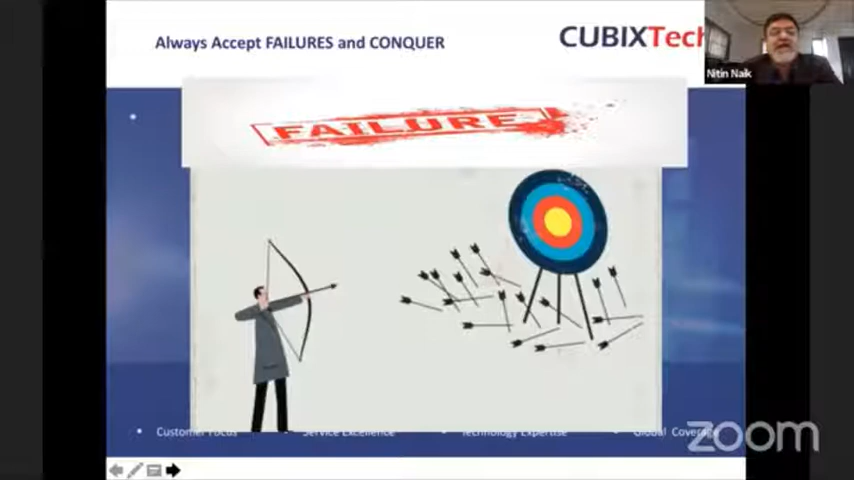 Always Accept FAILURES and CONQUER
CUBIXTech
Nitin Naik
FAILURE
Customer Focus
Service Excellence
Technology Expertise
Global Coverage
zoom